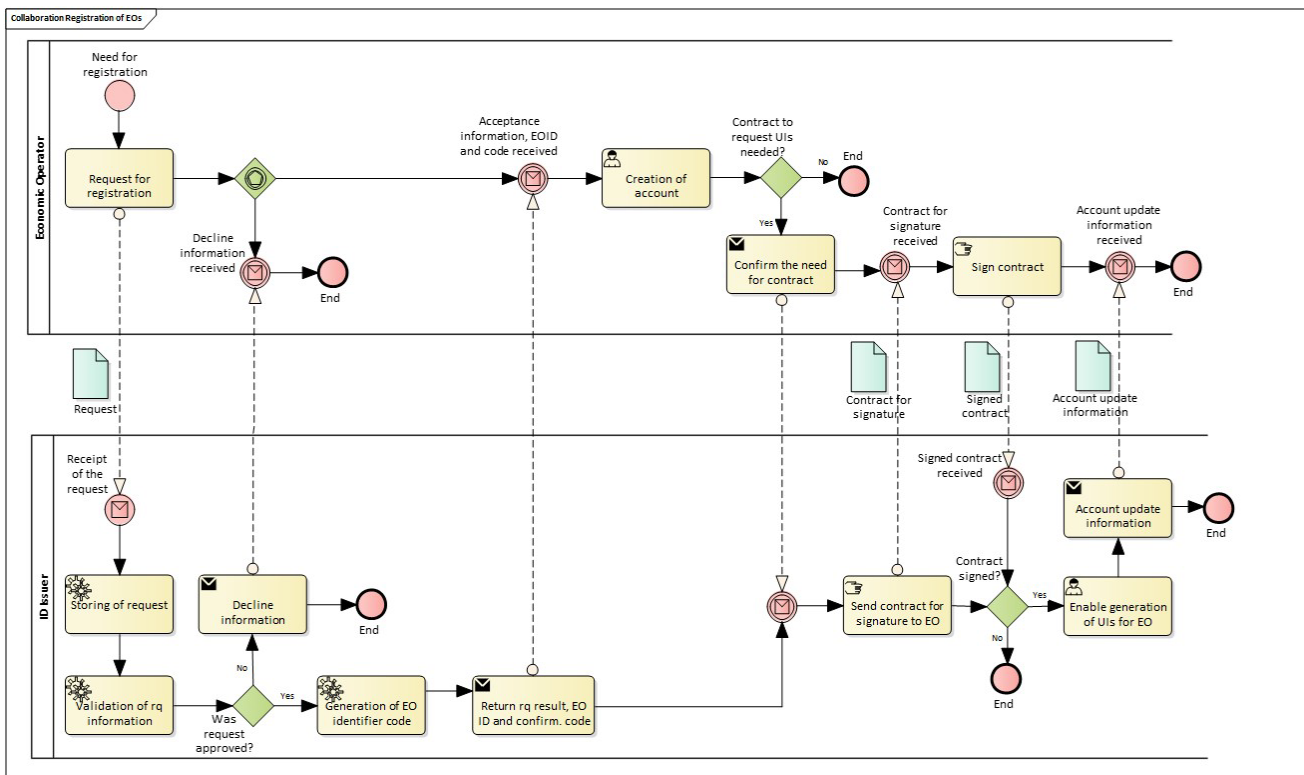 Collaboration Registration of EOs
Economic Operator
Need for
registration
Request for
registration
Decline
information
received
End
Acceptance
information, EOID
and code received
Creation of
account
Contract to
request UIs
needed?
No
End
Yes
Confirm the need
for contract
Contract for
signature
received
Sign contract
Account update
information
received
End
Request
Contract for
signature
Signed
contract
Account update
information
ID Issuer
Receipt
of the
request
Storing of request
Validation of rq
information
Was
request
approved?
No
Decline
information
End
Yes
Generation of EO
identifier code
Return rq result, EO
ID and confirm. code
Send contract for
signature to EO
Signed contract
received
Contract
signed?
Yes
No
End
Enable generation
of UIs for EO
Account update
information
End